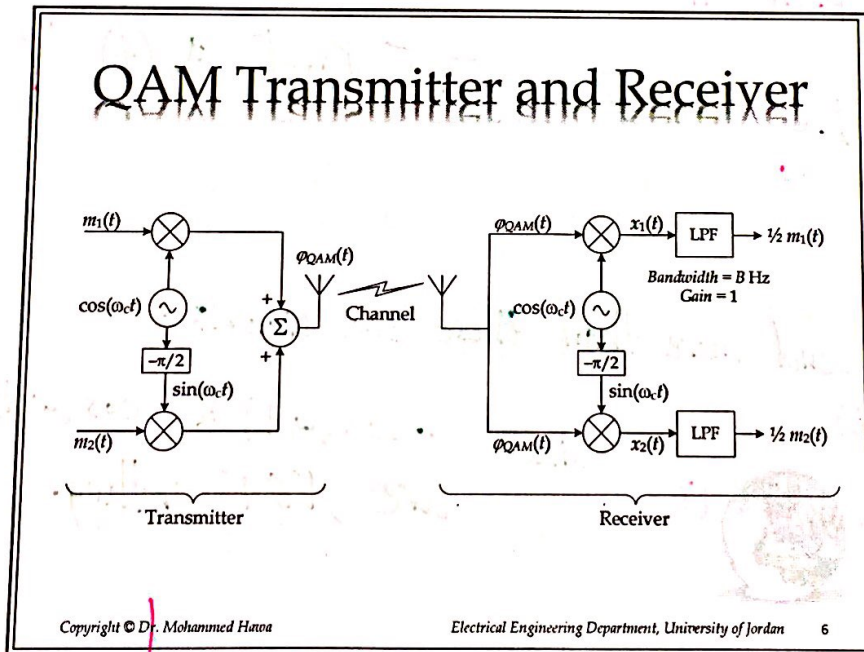 QAM Transmitter and Receiver
m₁(t)
cos(ω꜀t)
-π/2
sin(ω꜀t)
m₂(t)
+
Σ
+
φQAM(t)
Channel
φQAM(t)
x₁(t)
LPF
½ m₁(t)
Bandwidth = B Hz
Gain = 1
cos(ω꜀t)
-π/2
sin(ω꜀t)
φQAM(t)
x₂(t)
LPF
½ m₂(t)
Transmitter
Receiver
Copyright © Dr. Mohammed Hawa
Electrical Engineering Department, University of Jordan 6